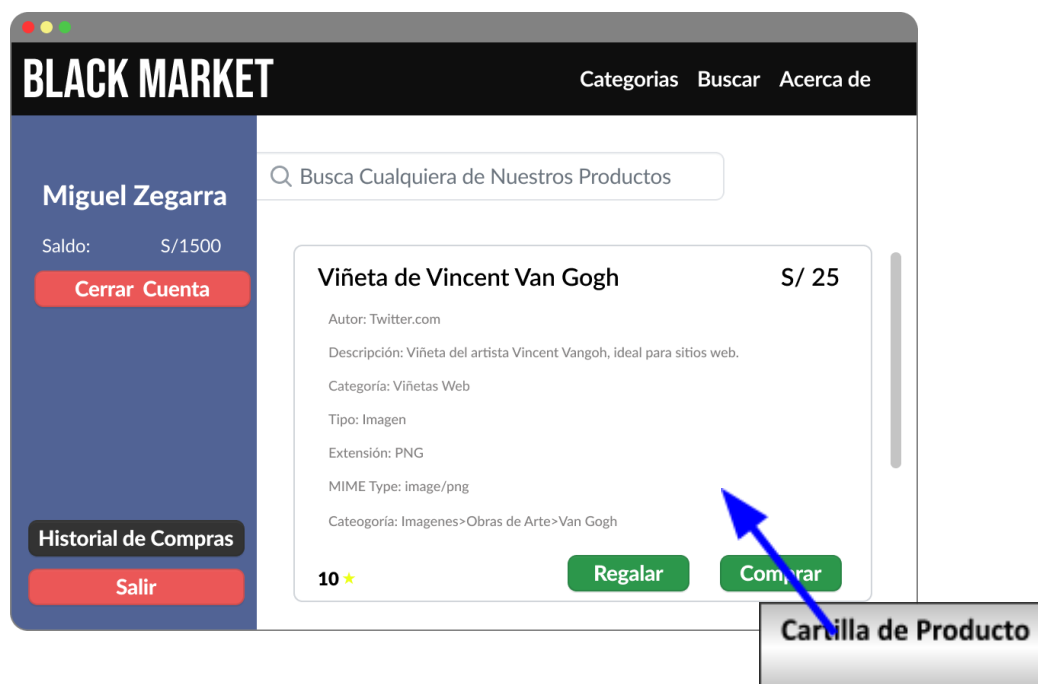 BLACK MARKET
Categorias Buscar Acerca de
Miguel Zegarra
Saldo: S/1500
Cerrar Cuenta
Historial de Compras
Salir
Busca Cualquiera de Nuestros Productos
Viñeta de Vincent Van Gogh S/ 25
Autor: Twitter.com
Descripción: Viñeta del artista Vincent Vangoh, ideal para sitios web.
Categoría: Viñetas Web
Tipo: Imagen
Extensión: PNG
MIME Type: image/png
Cateogoría: Imagenes>Obras de Arte>Van Gogh
10 Regalar Comprar
Cartilla de Producto